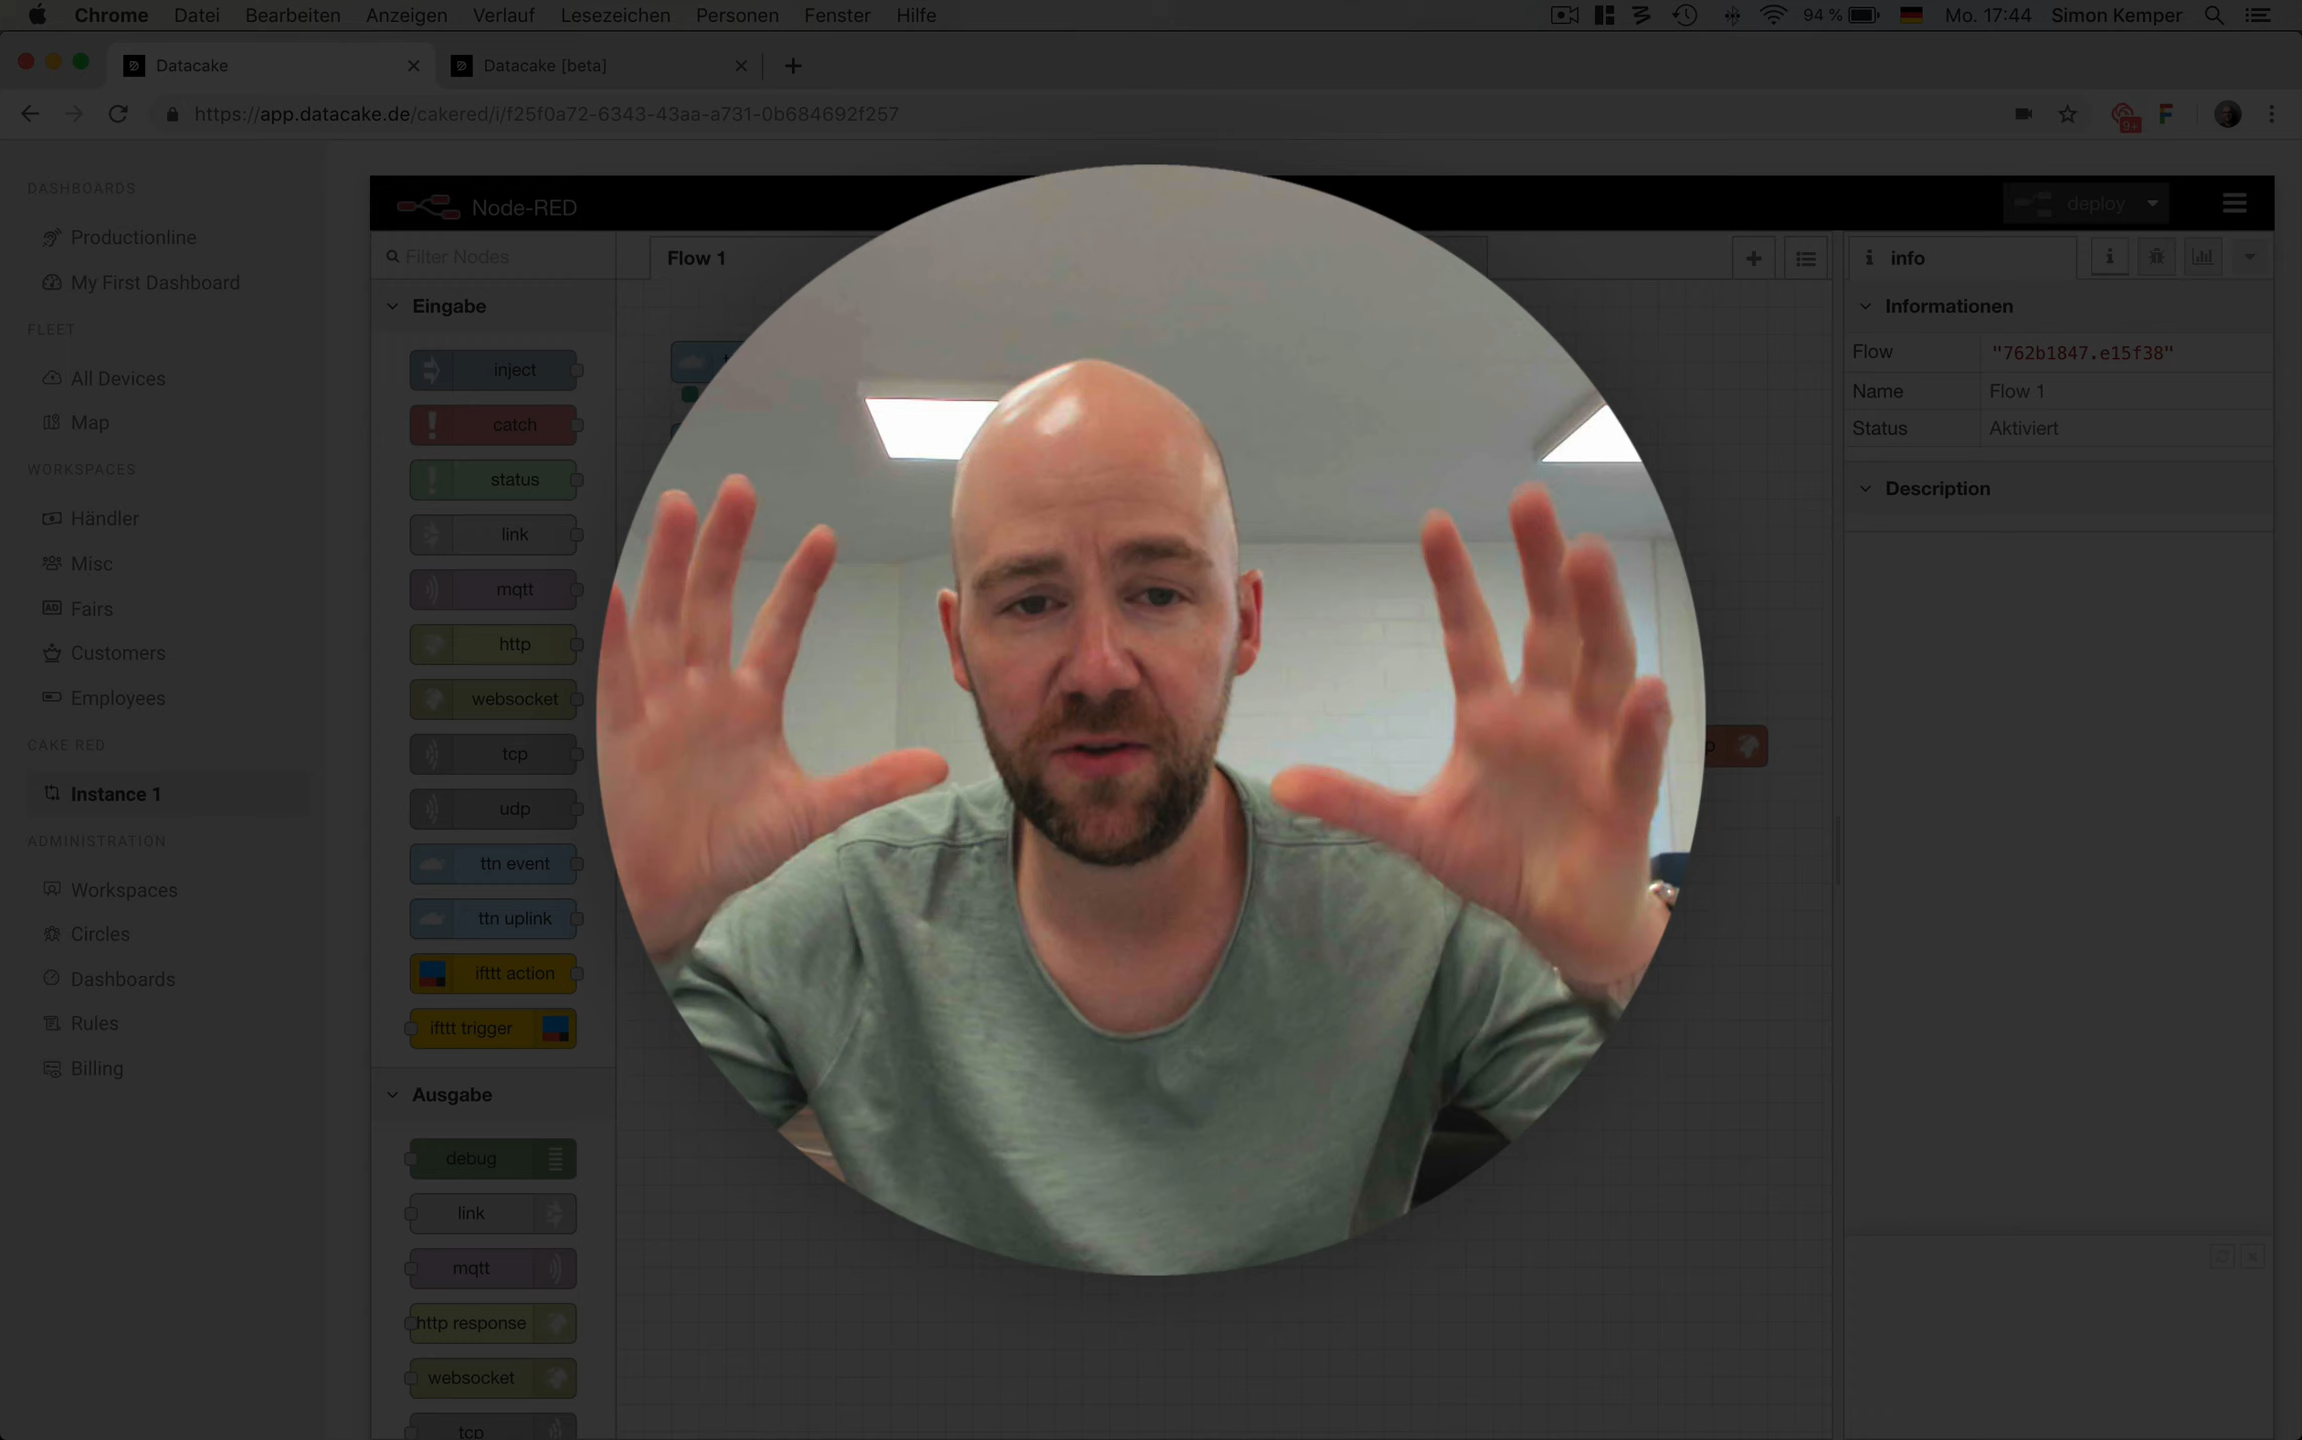 Chrome Datei Bearbeiten Anzeigen Verlauf Lesezeichen Personen Fenster Hilfe 94 % Mo. 17:44 Simon Kemper
Datacake
Datacake [beta]
https://app.datacake.de/cakered/i/f25f0a72-6343-43aa-a731-0b684692f257
9+
DASHBOARDS
Productionline
My First Dashboard
FLEET
All Devices
Map
WORKSPACES
Händler
Misc
Fairs
Customers
Employees
CAKE RED
Instance 1
ADMINISTRATION
Workspaces
Circles
Dashboards
Rules
Billing
Node-RED
deploy
Filter Nodes
Eingabe
inject
catch
status
link
mqtt
http
websocket
tcp
udp
ttn event
ttn uplink
ifttt action
ifttt trigger
Ausgabe
debug
link
mqtt
http response
websocket
tcp
Flow 1
info
Informationen
Flow "762b1847.e15f38"
Name Flow 1
Status Aktiviert
Description